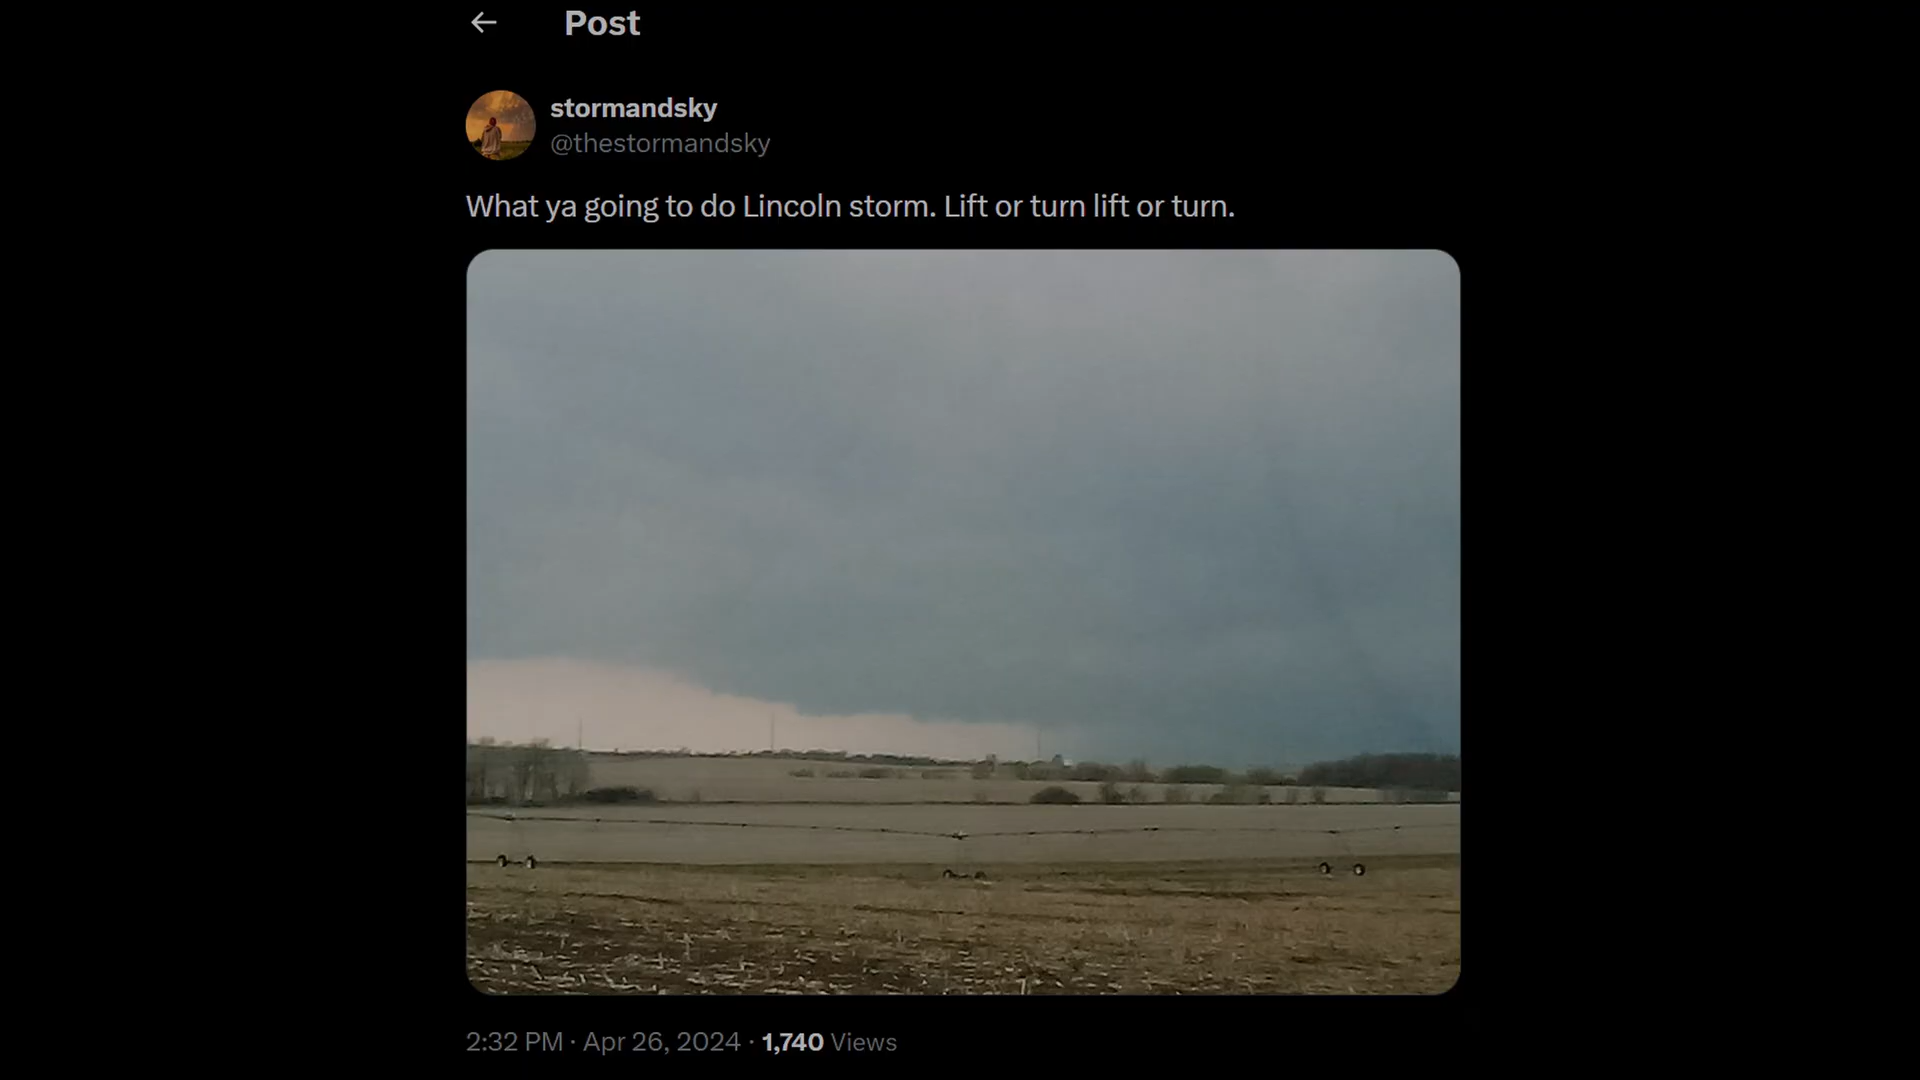 Post
stormandsky
@thestormandsky
What ya going to do Lincoln storm. Lift or turn lift or turn.
2:32 PM · Apr 26, 2024 · 1,740 Views